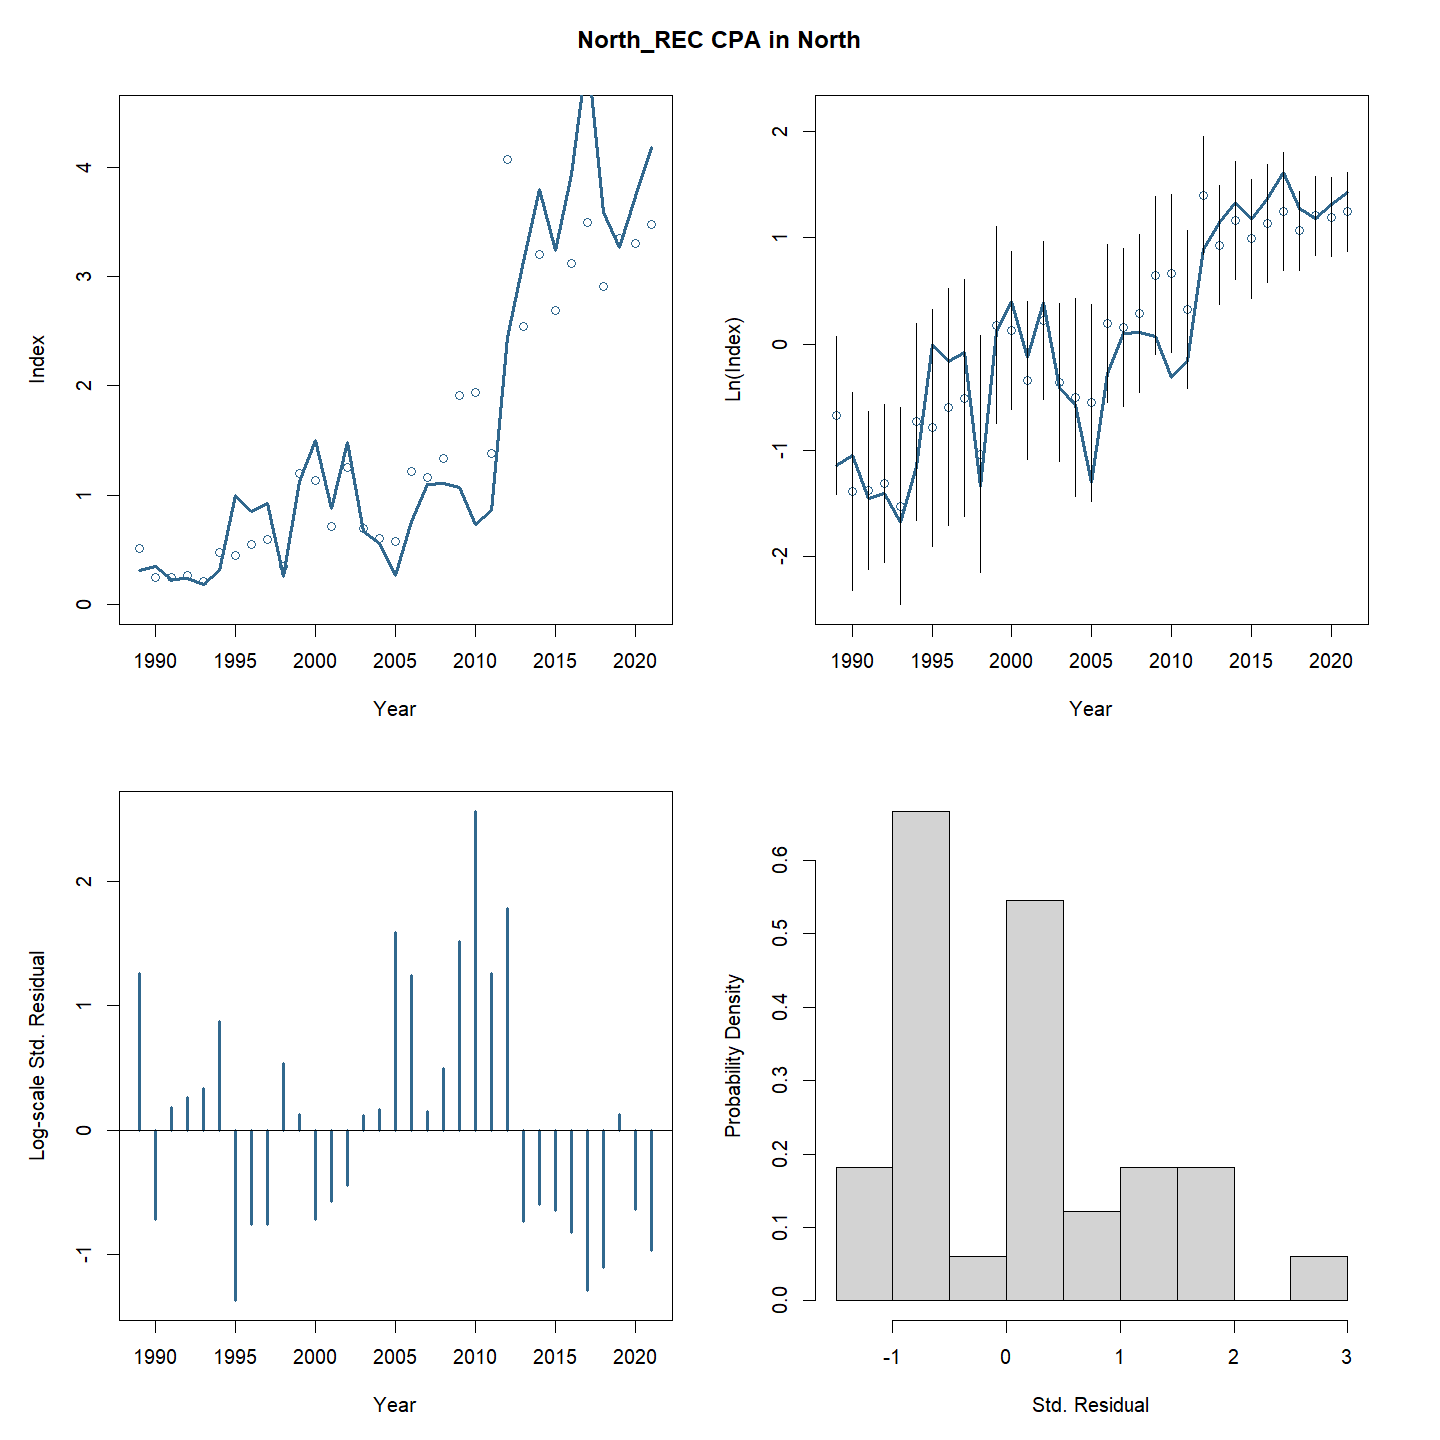 North_REC CPA in North
Index
0 1 2 3 4
1990 1995 2000 2005 2010 2015 2020
Year
Ln(Index)
-2 -1 0 1 2
1990 1995 2000 2005 2010 2015 2020
Year
Log-scale Std. Residual
-1 0 1 2
1990 1995 2000 2005 2010 2015 2020
Year
Probability Density
0.0 0.1 0.2 0.3 0.4 0.5 0.6
-1 0 1 2 3
Std. Residual